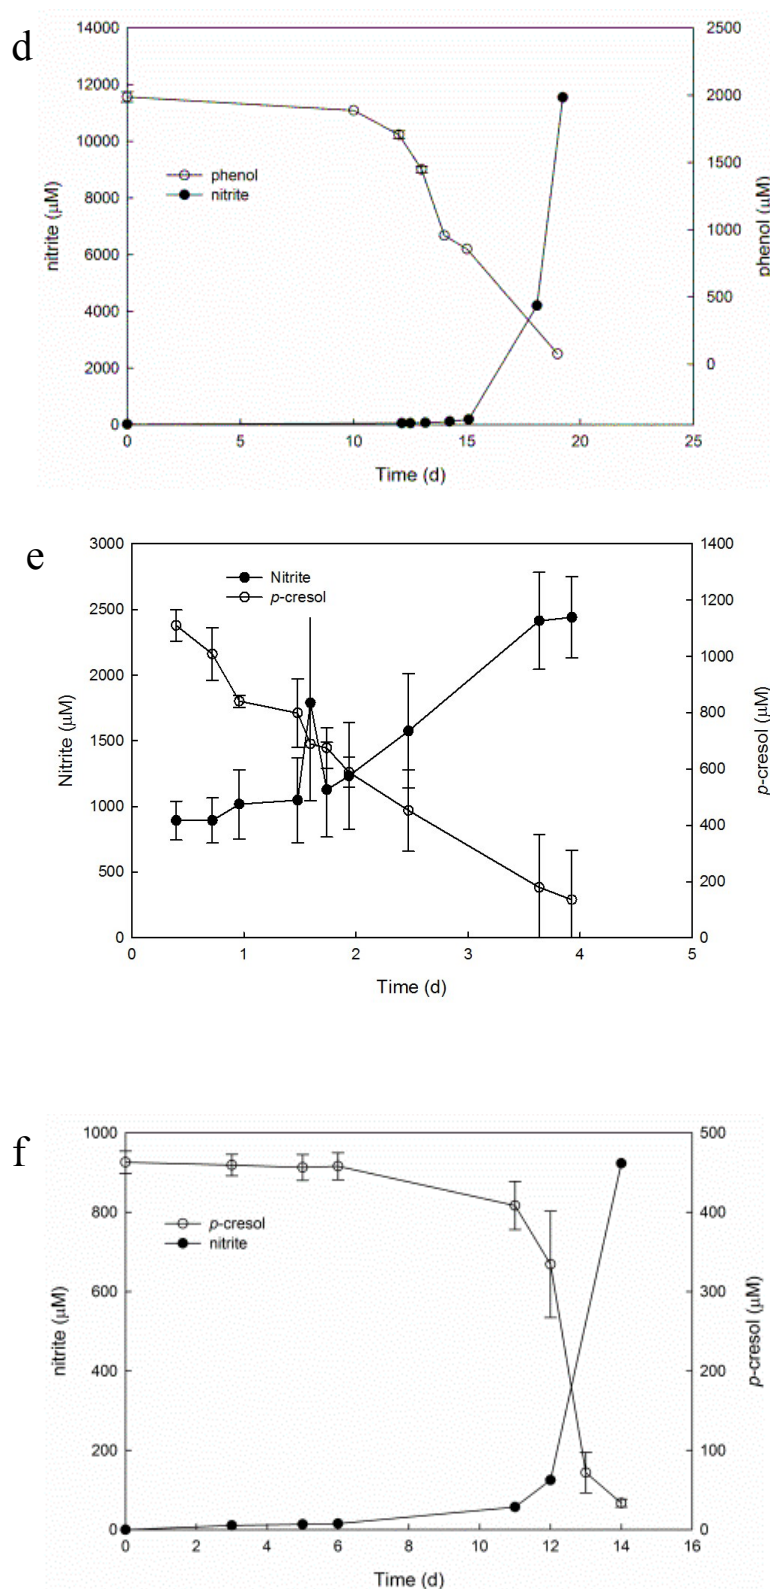 d
14000
12000
10000
8000
6000
4000
2000
0
nitrite (μM)
2500
2000
1500
1000
500
0
phenol (μM)
phenol
nitrite
0 5 10 15 20 25
Time (d)
e
3000
2500
2000
1500
1000
500
0
Nitrite (μM)
1400
1200
1000
800
600
400
200
0
p-cresol (μM)
Nitrite
p-cresol
0 1 2 3 4 5
Time (d)
f
1000
800
600
400
200
0
nitrite (μM)
500
400
300
200
100
0
p-cresol (μM)
p-cresol
nitrite
0 2 4 6 8 10 12 14 16
Time (d)